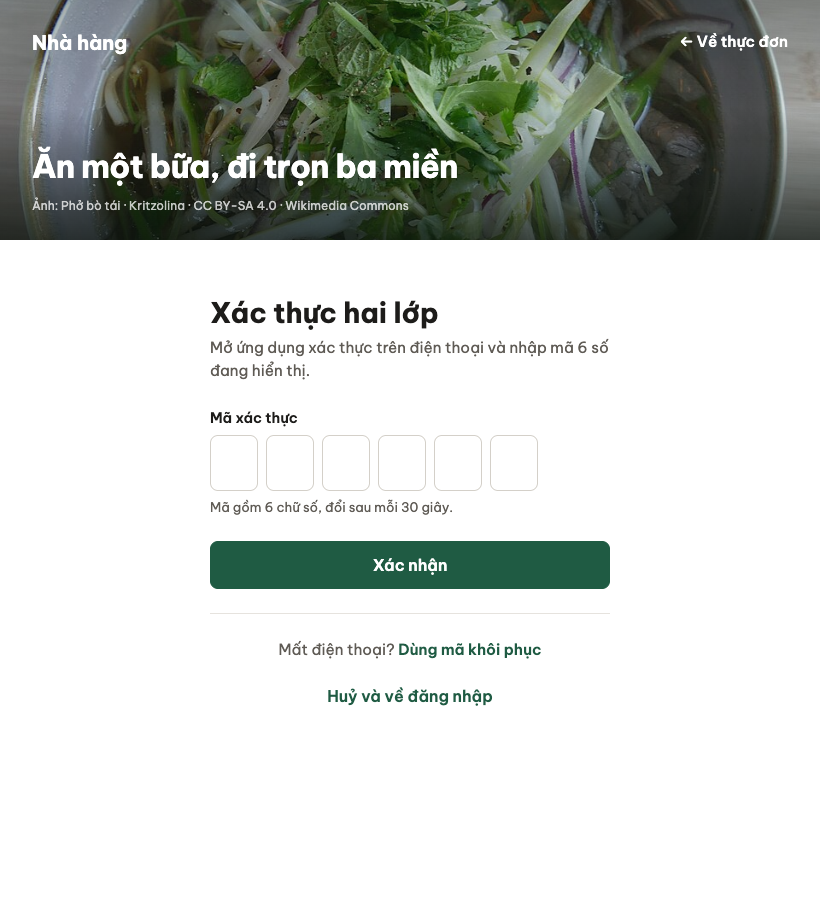 Nhà hàng
← Về thực đơn
Ăn một bữa, đi trọn ba miền
Ảnh: Phở bò tái · Kritzolina · CC BY-SA 4.0 · Wikimedia Commons
Xác thực hai lớp
Mở ứng dụng xác thực trên điện thoại và nhập mã 6 số
đang hiển thị.
Mã xác thực
Mã gồm 6 chữ số, đổi sau mỗi 30 giây.
Xác nhận
Mất điện thoại? Dùng mã khôi phục
Huỷ và về đăng nhập